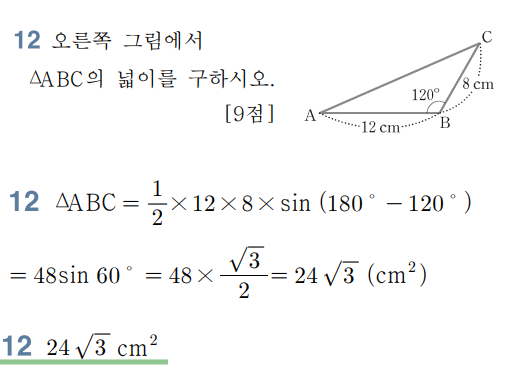 12 오른쪽 그림에서
△ABC의 넓이를 구하시오.
[9점]
C
120°
8 cm
A
12 cm
B
12 △ABC = 1/2 × 12 × 8 × sin (180° − 120°)
= 48sin 60° = 48 × √3/2 = 24√3 (cm²)
12 24√3 cm²